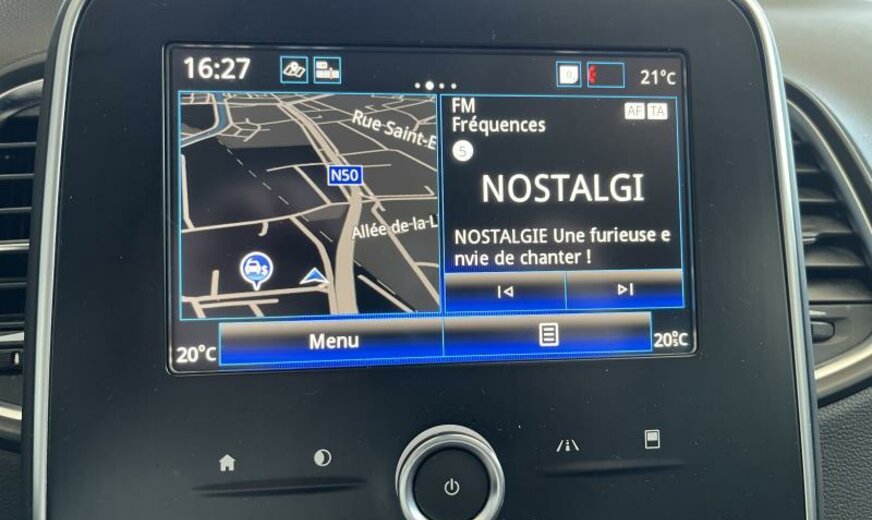 16:27
21°c
FM
AF TA
Fréquences
5
NOSTALGI
NOSTALGIE Une furieuse e
nvie de chanter !
Rue Saint-E
N50
Allée de-la-L
Menu
20°C
20°C